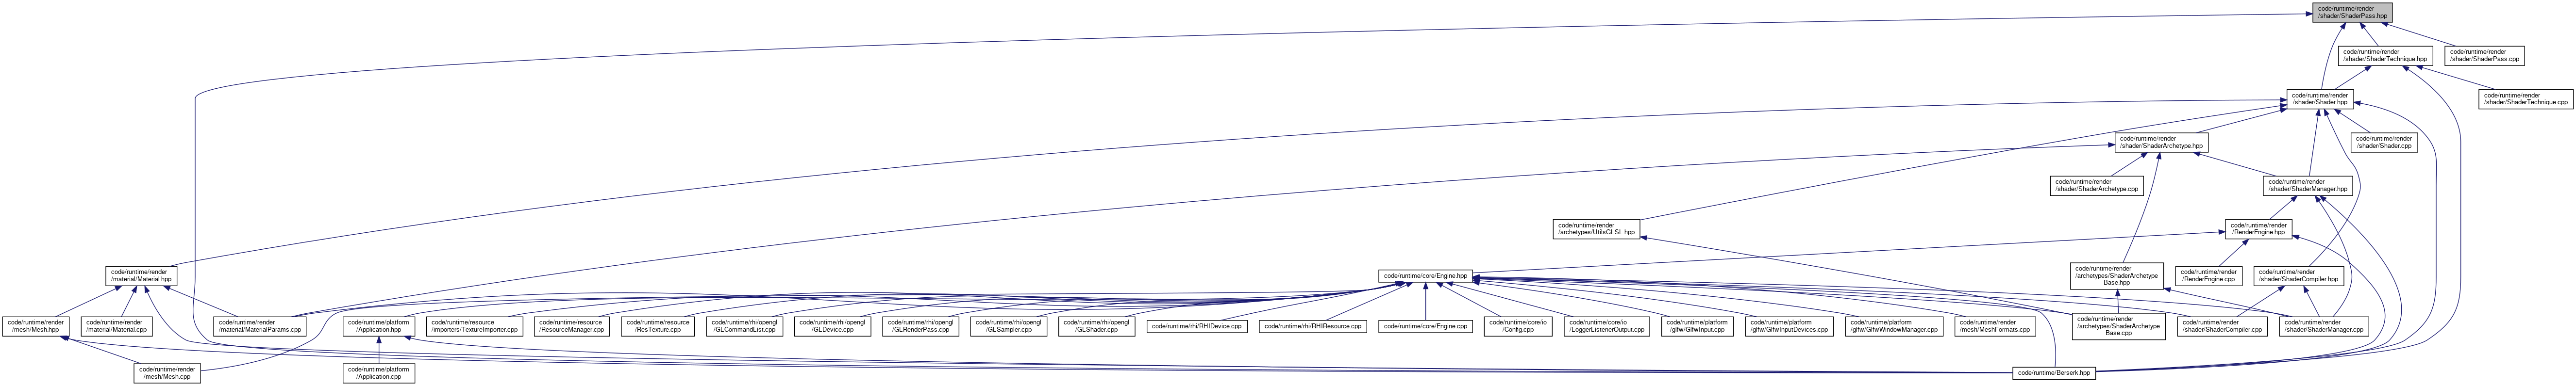 code/runtime/render
/shader/ShaderPass.hpp
code/runtime/render
/shader/ShaderTechnique.hpp
code/runtime/render
/shader/ShaderPass.cpp
code/runtime/render
/shader/Shader.hpp
code/runtime/render
/shader/ShaderTechnique.cpp
code/runtime/render
/shader/ShaderArchetype.hpp
code/runtime/render
/shader/Shader.cpp
code/runtime/render
/shader/ShaderArchetype.cpp
code/runtime/render
/shader/ShaderManager.hpp
code/runtime/render
/archetypes/UtilsGLSL.hpp
code/runtime/render
/RenderEngine.hpp
code/runtime/render
/material/Material.hpp
code/runtime/core/Engine.hpp
code/runtime/render
/archetypes/ShaderArchetype
Base.hpp
code/runtime/render
/RenderEngine.cpp
code/runtime/render
/shader/ShaderCompiler.hpp
code/runtime/render
/mesh/Mesh.hpp
code/runtime/render
/material/Material.cpp
code/runtime/render
/material/MaterialParams.cpp
code/runtime/platform
/Application.hpp
code/runtime/resource
/importers/TextureImporter.cpp
code/runtime/resource
/ResourceManager.cpp
code/runtime/resource
/ResTexture.cpp
code/runtime/rhi/opengl
/GLCommandList.cpp
code/runtime/rhi/opengl
/GLDevice.cpp
code/runtime/rhi/opengl
/GLRenderPass.cpp
code/runtime/rhi/opengl
/GLSampler.cpp
code/runtime/rhi/opengl
/GLShader.cpp
code/runtime/rhi/RHIDevice.cpp
code/runtime/rhi/RHIResource.cpp
code/runtime/core/Engine.cpp
code/runtime/core/io
/Config.cpp
code/runtime/core/io
/LoggerListenerOutput.cpp
code/runtime/platform
/glfw/GlfwInput.cpp
code/runtime/platform
/glfw/GlfwInputDevices.cpp
code/runtime/platform
/glfw/GlfwWindowManager.cpp
code/runtime/render
/mesh/MeshFormats.cpp
code/runtime/render
/archetypes/ShaderArchetype
Base.cpp
code/runtime/render
/shader/ShaderCompiler.cpp
code/runtime/render
/shader/ShaderManager.cpp
code/runtime/render
/mesh/Mesh.cpp
code/runtime/platform
/Application.cpp
code/runtime/Berserk.hpp